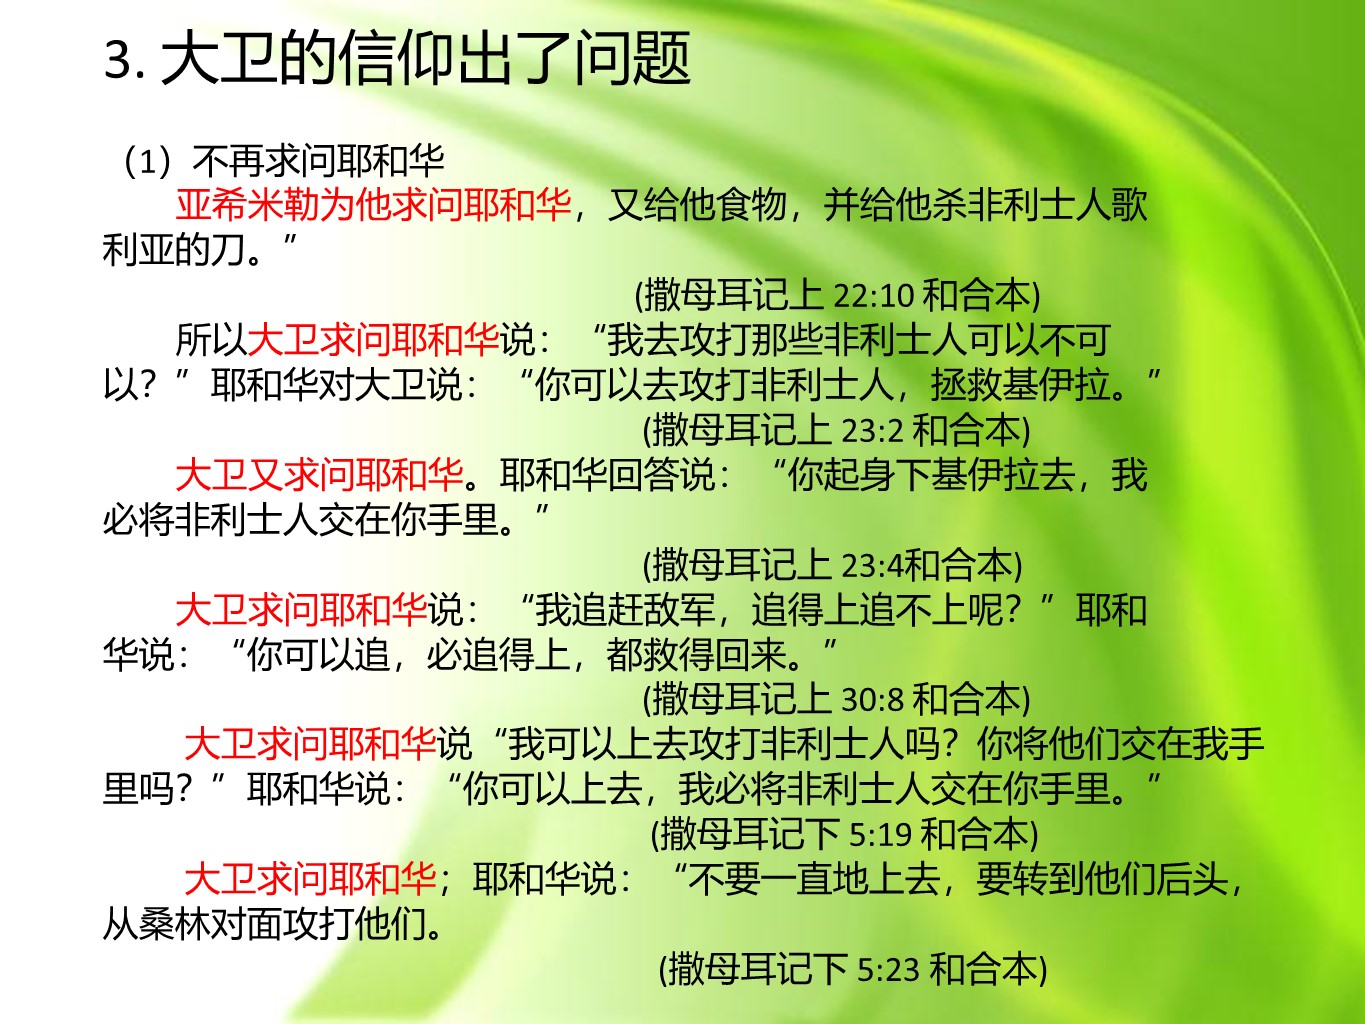 3. 大卫的信仰出了问题
（1）不再求问耶和华
亚希米勒为他求问耶和华，又给他食物，并给他杀非利士人歌
利亚的刀。”
(撒母耳记上 22:10 和合本)
所以大卫求问耶和华说：“我去攻打那些非利士人可以不可
以？”耶和华对大卫说：“你可以去攻打非利士人，拯救基伊拉。”
(撒母耳记上 23:2 和合本)
大卫又求问耶和华。耶和华回答说：“你起身下基伊拉去，我
必将非利士人交在你手里。”
(撒母耳记上 23:4和合本)
大卫求问耶和华说：“我追赶敌军，追得上追不上呢？”耶和
华说：“你可以追，必追得上，都救得回来。”
(撒母耳记上 30:8 和合本)
大卫求问耶和华说“我可以上去攻打非利士人吗？你将他们交在我手
里吗？”耶和华说：“你可以上去，我必将非利士人交在你手里。”
(撒母耳记下 5:19 和合本)
大卫求问耶和华；耶和华说：“不要一直地上去，要转到他们后头，
从桑林对面攻打他们。
(撒母耳记下 5:23 和合本)